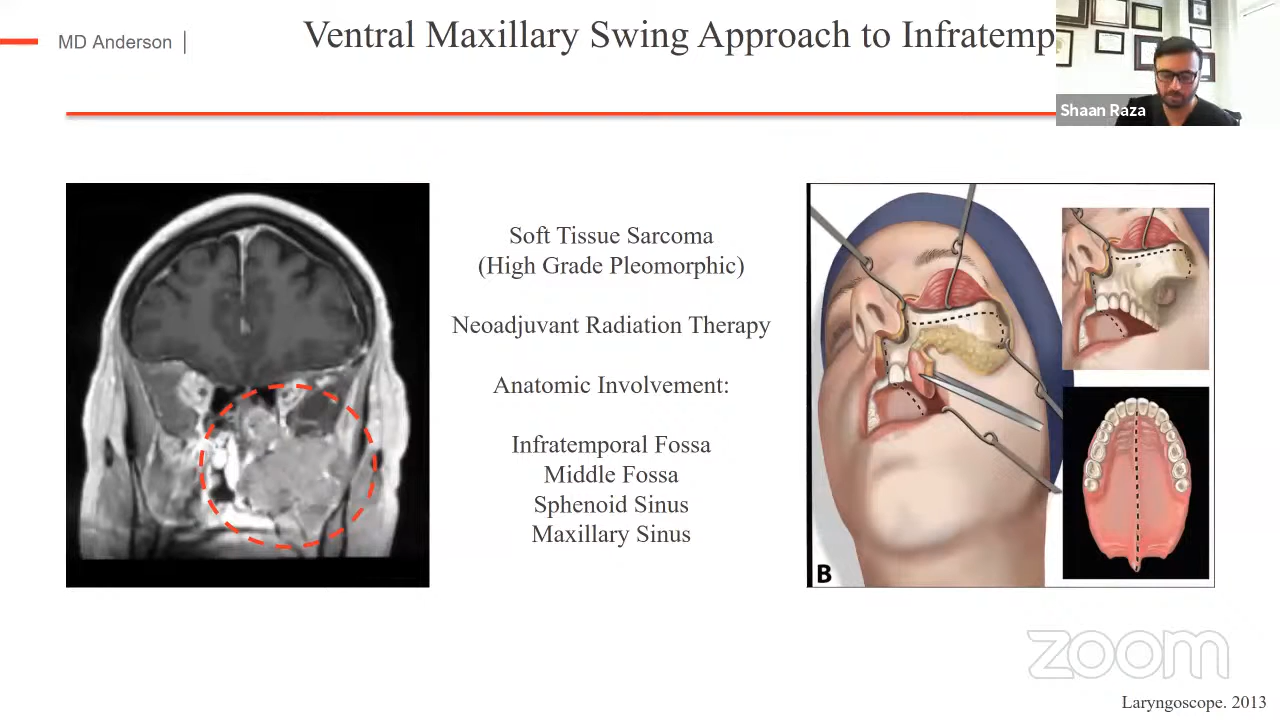 MD Anderson
Ventral Maxillary Swing Approach to Infratemp
Shaan Raza
Soft Tissue Sarcoma
(High Grade Pleomorphic)
Neoadjuvant Radiation Therapy
Anatomic Involvement:
Infratemporal Fossa
Middle Fossa
Sphenoid Sinus
Maxillary Sinus
B
zoom
Laryngoscope. 2013